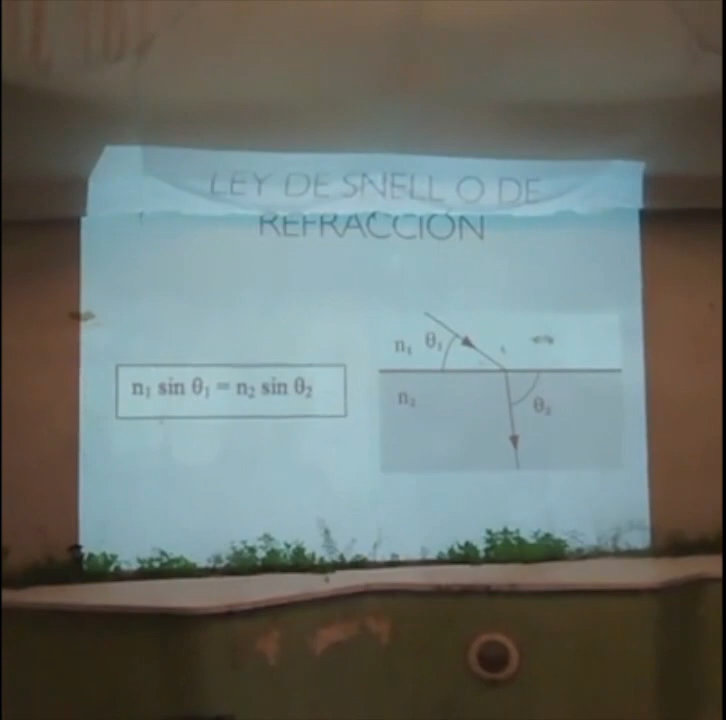 LEY DE SNELL O DE
REFRACCIÓN
n₁ sin θ₁ = n₂ sin θ₂
n₁ θ₁
n₂
θ₂